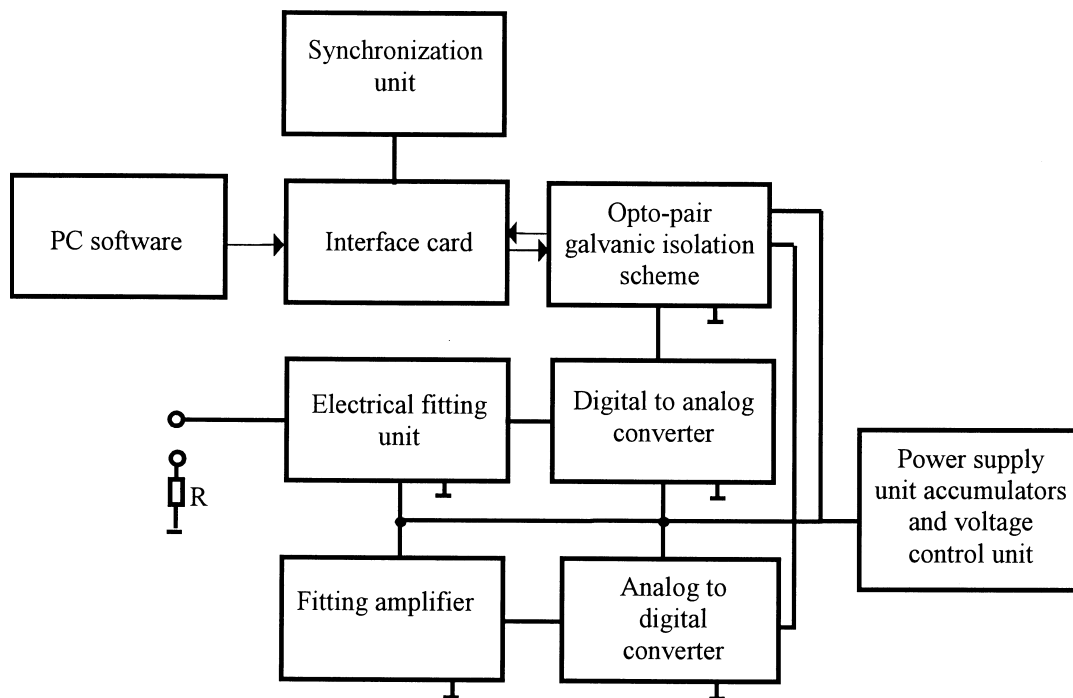 Synchronization
unit
PC software
Interface card
Opto-pair
galvanic isolation
scheme
Electrical fitting
unit
Digital to analog
converter
R
Power supply
unit accumulators
and voltage
control unit
Fitting amplifier
Analog to
digital
converter